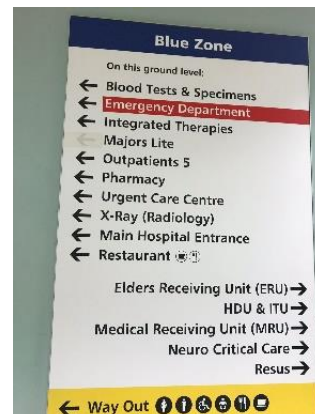 Blue Zone
On this ground level:
← Blood Tests & Specimens
← Emergency Department
← Integrated Therapies
← Majors Lite
← Outpatients 5
← Pharmacy
← Urgent Care Centre
← X-Ray (Radiology)
← Main Hospital Entrance
← Restaurant
Elders Receiving Unit (ERU) →
HDU & ITU →
Medical Receiving Unit (MRU) →
Neuro Critical Care →
Resus →
← Way Out